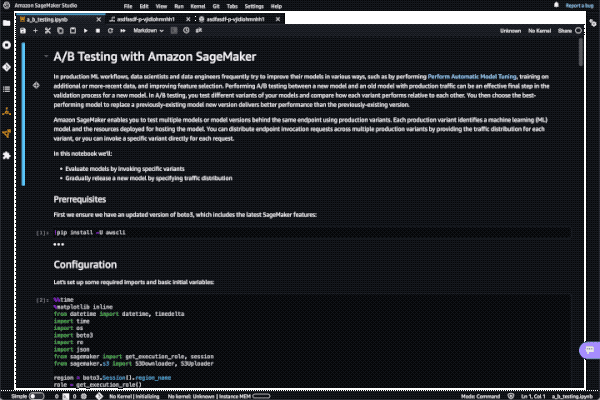 Amazon SageMaker Studio
File Edit View Run Kernel Git Tabs Settings Help
Report a bug
a_b_testing.ipynb
asdfasdf-p-vjdlohmnhh1
asdfasdf-p-vjdlohmnhh1
Markdown
Unknown No Kernel Share
A/B Testing with Amazon SageMaker
In production ML workflows, data scientists and data engineers frequently try to improve their models in various ways, such as by performing Perform Automatic Model Tuning, training on
additional or more-recent data, and improving feature selection. Performing A/B testing between a new model and an old model with production traffic can be an effective final step in the
validation process for a new model. In A/B testing, you test different variants of your models and compare how each variant performs relative to each other. You then choose the best-
performing model to replace a previously-existing model new version delivers better performance than the previously-existing version.
Amazon SageMaker enables you to test multiple models or model versions behind the same endpoint using production variants. Each production variant identifies a machine learning (ML)
model and the resources deployed for hosting the model. You can distribute endpoint invocation requests across multiple production variants by providing the traffic distribution for each
variant, or you can invoke a specific variant directly for each request.
In this notebook we'll:
• Evaluate models by invoking specific variants
• Gradually release a new model by specifying traffic distribution
Prerrequisites
First we ensure we have an updated version of boto3, which includes the latest SageMaker features:
[1]: !pip install -U awscli
•••
Configuration
Let's set up some required imports and basic initial variables:
[2]: %%time
%matplotlib inline
from datetime import datetime, timedelta
import time
import os
import boto3
import re
import json
from sagemaker import get_execution_role, session
from sagemaker.s3 import S3Downloader, S3Uploader
region = boto3.Session().region_name
role = get_execution_role()
Simple 0 0 No Kernel | Initializing No kernel: Unknown | Instance MEM Mode: Command Ln 1, Col 1 a_b_testing.ipynb